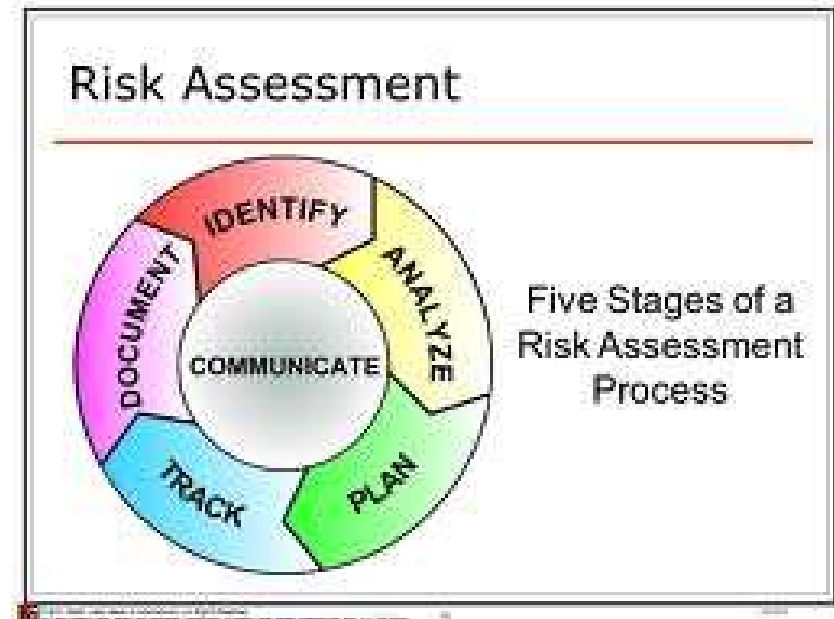 Risk Assessment
IDENTIFY
ANALYZE
PLAN
TRACK
DOCUMENT
COMMUNICATE
Five Stages of a
Risk Assessment
Process